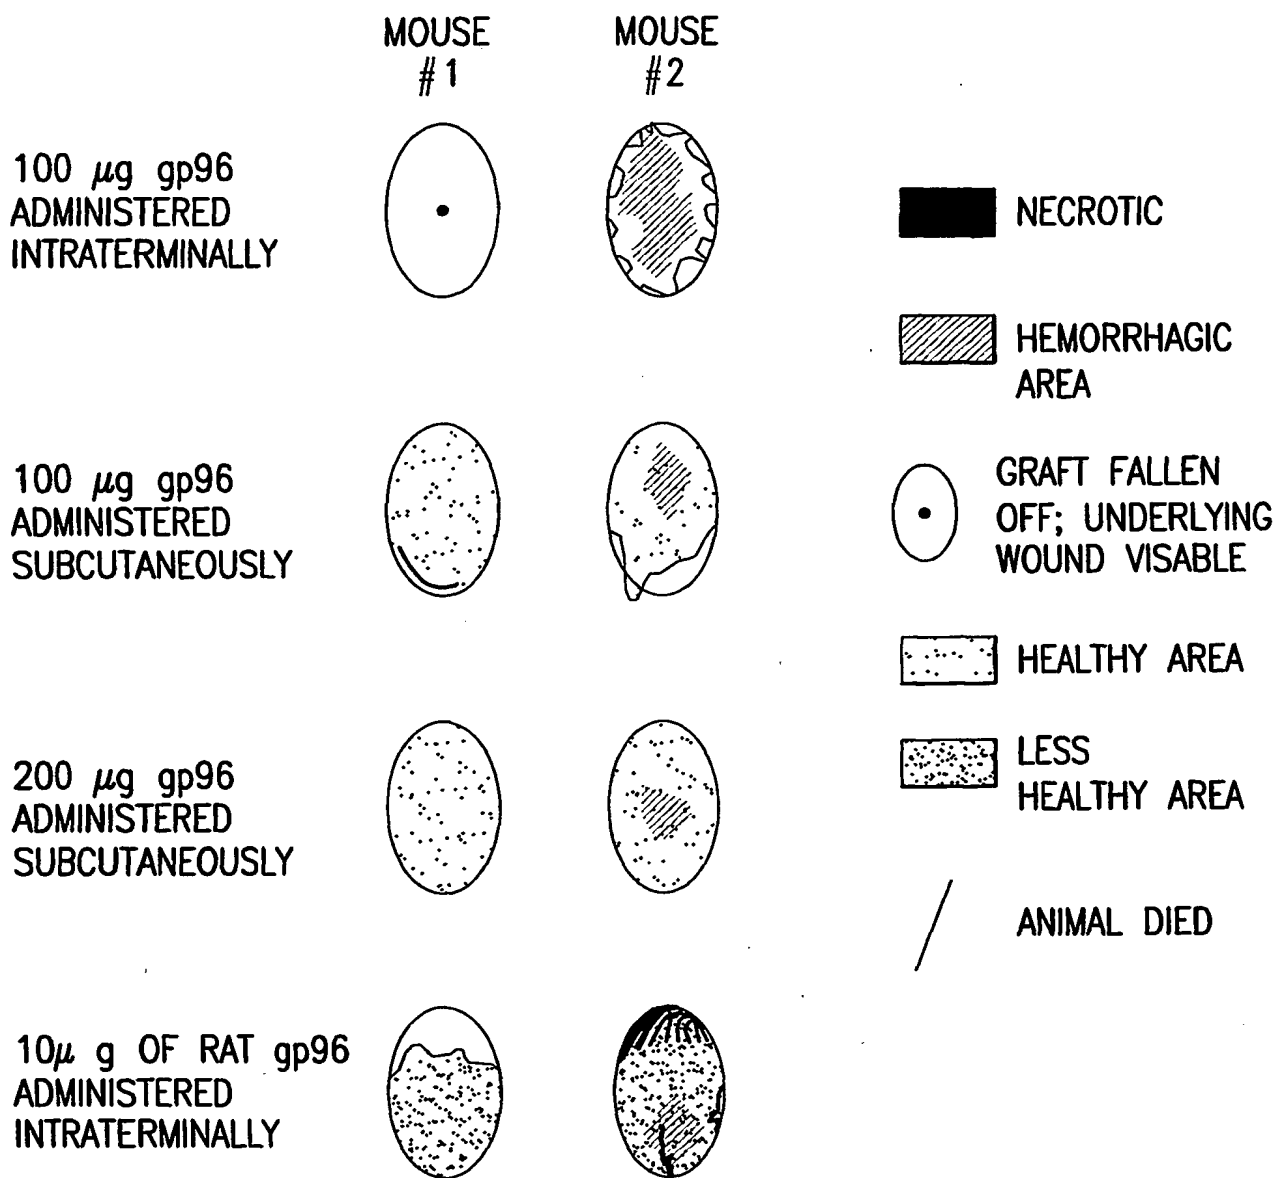 MOUSE
#1
MOUSE
#2
100 μg gp96
ADMINISTERED
INTRATERMINALLY
100 μg gp96
ADMINISTERED
SUBCUTANEOUSLY
200 μg gp96
ADMINISTERED
SUBCUTANEOUSLY
10μ g OF RAT gp96
ADMINISTERED
INTRATERMINALLY
NECROTIC
HEMORRHAGIC
AREA
GRAFT FALLEN
OFF; UNDERLYING
WOUND VISABLE
HEALTHY AREA
LESS
HEALTHY AREA
ANIMAL DIED